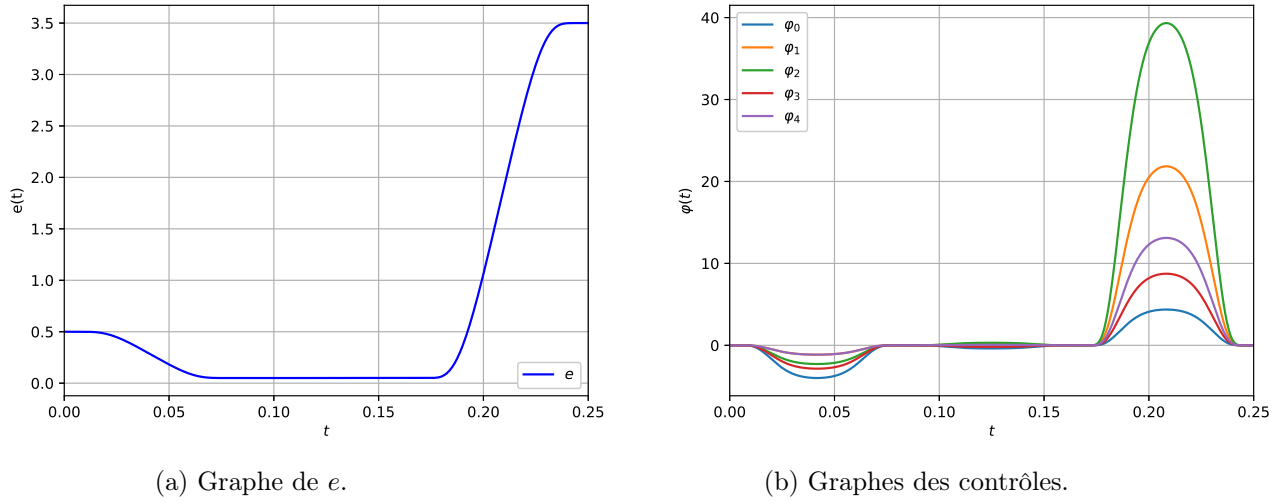 3.5
3.0
2.5
2.0
1.5
1.0
0.5
0.0
e(t)
0.00 0.05 0.10 0.15 0.20 0.25
t
e
(a) Graphe de e.
40
30
20
10
0
φ(t)
φ₀
φ₁
φ₂
φ₃
φ₄
0.00 0.05 0.10 0.15 0.20 0.25
t
(b) Graphes des contrôles.